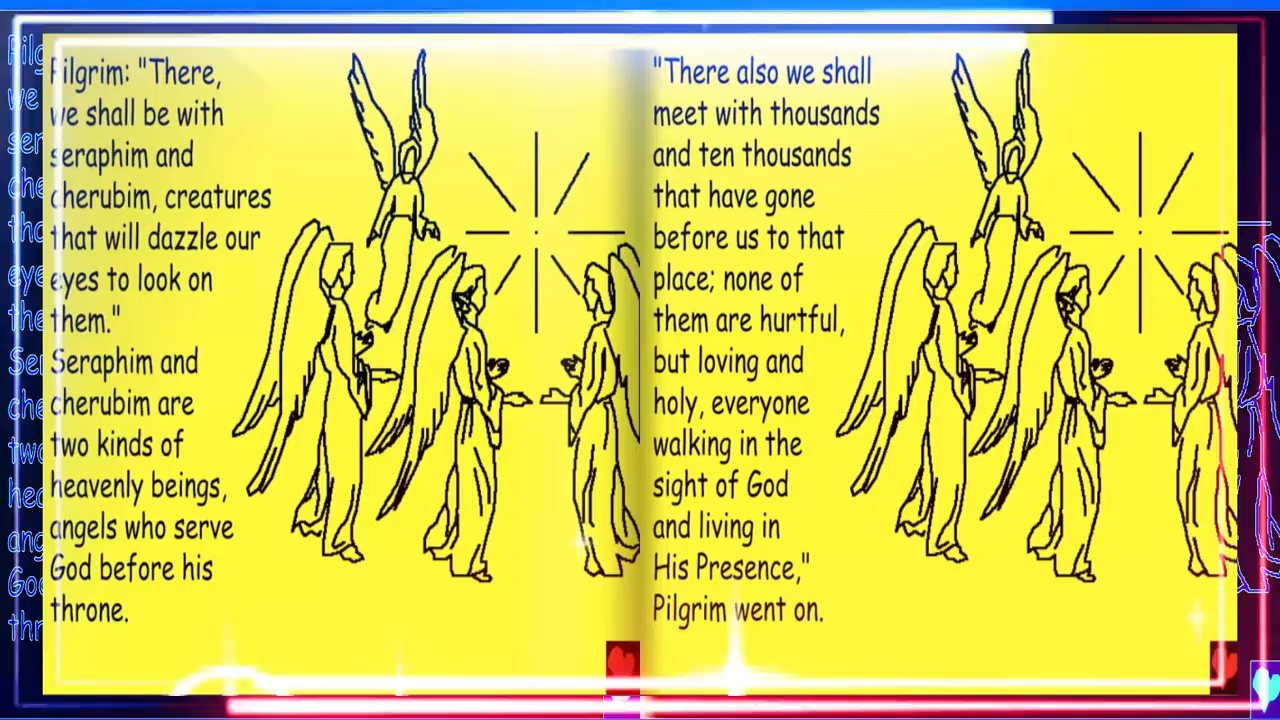 Pilgrim: "There,
we shall be with
seraphim and
cherubim, creatures
that will dazzle our
eyes to look on
them."
Seraphim and
cherubim are
two kinds of
heavenly beings,
angels who serve
God before his
throne.
"There also we shall
meet with thousands
and ten thousands
that have gone
before us to that
place; none of
them are hurtful,
but loving and
holy, everyone
walking in the
sight of God
and living in
His Presence,"
Pilgrim went on.